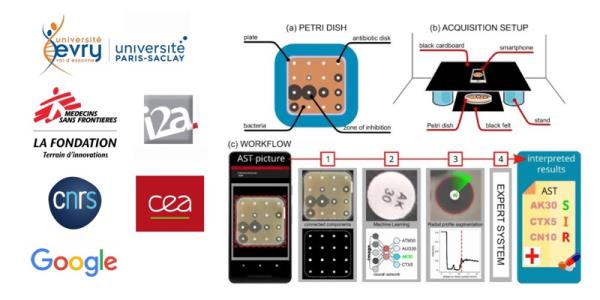 université
evry
val d'essonne
université
PARIS-SACLAY
MEDECINS
SANS FRONTIERES
LA FONDATION
Terrain d'innovations
i2a
cnrs
cea
Google
(a) PETRI DISH
plate
antibiotic disk
bacteria
zone of inhibition
(b) ACQUISITION SETUP
black cardboard
smartphone
Petri dish
black felt
stand
(c) WORKFLOW
AST picture
1
2
3
4
interpreted
results
connected components
AK
30
Machine Learning
neural network
ATM30
AK30
CTX5
Radial profile segmentation
EXPERT SYSTEM
AST
AK30 S
CTX5 I
CN10 R